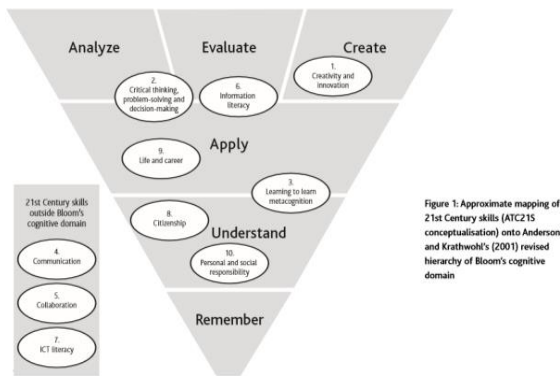 Analyze
Evaluate
Create
1.
Creativity and
innovation
2.
Critical thinking,
problem-solving and
decision-making
6.
Information
literacy
Apply
9.
Life and career
3.
Learning to learn
metacognition
8.
Citizenship
Understand
10.
Personal and social
responsibility
Remember
21st Century skills
outside Bloom's
cognitive domain
4.
Communication
5.
Collaboration
7.
ICT literacy
Figure 1: Approximate mapping of
21st Century skills (ATC21S
conceptualisation) onto Anderson
and Krathwohl's (2001) revised
hierarchy of Bloom's cognitive
domain